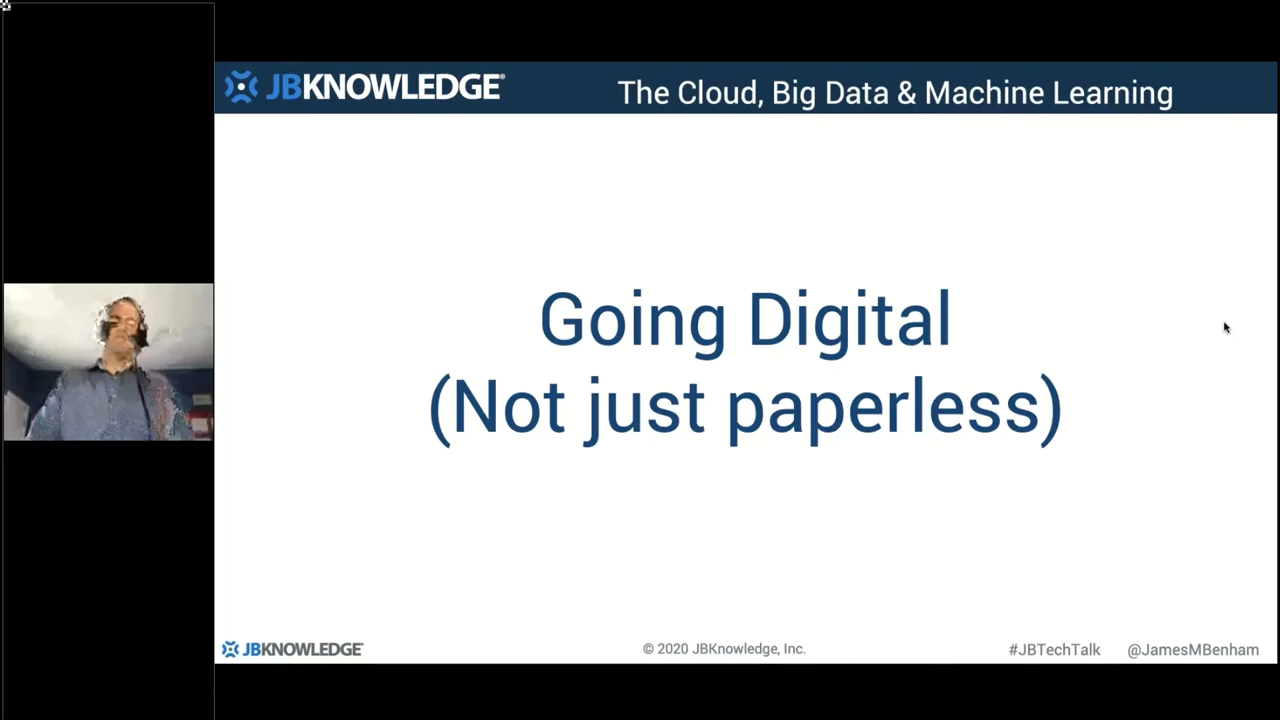 JBKNOWLEDGE®
The Cloud, Big Data & Machine Learning
Going Digital
(Not just paperless)
JBKNOWLEDGE
© 2020 JBKnowledge, Inc.
#JBTechTalk
@JamesMBenham